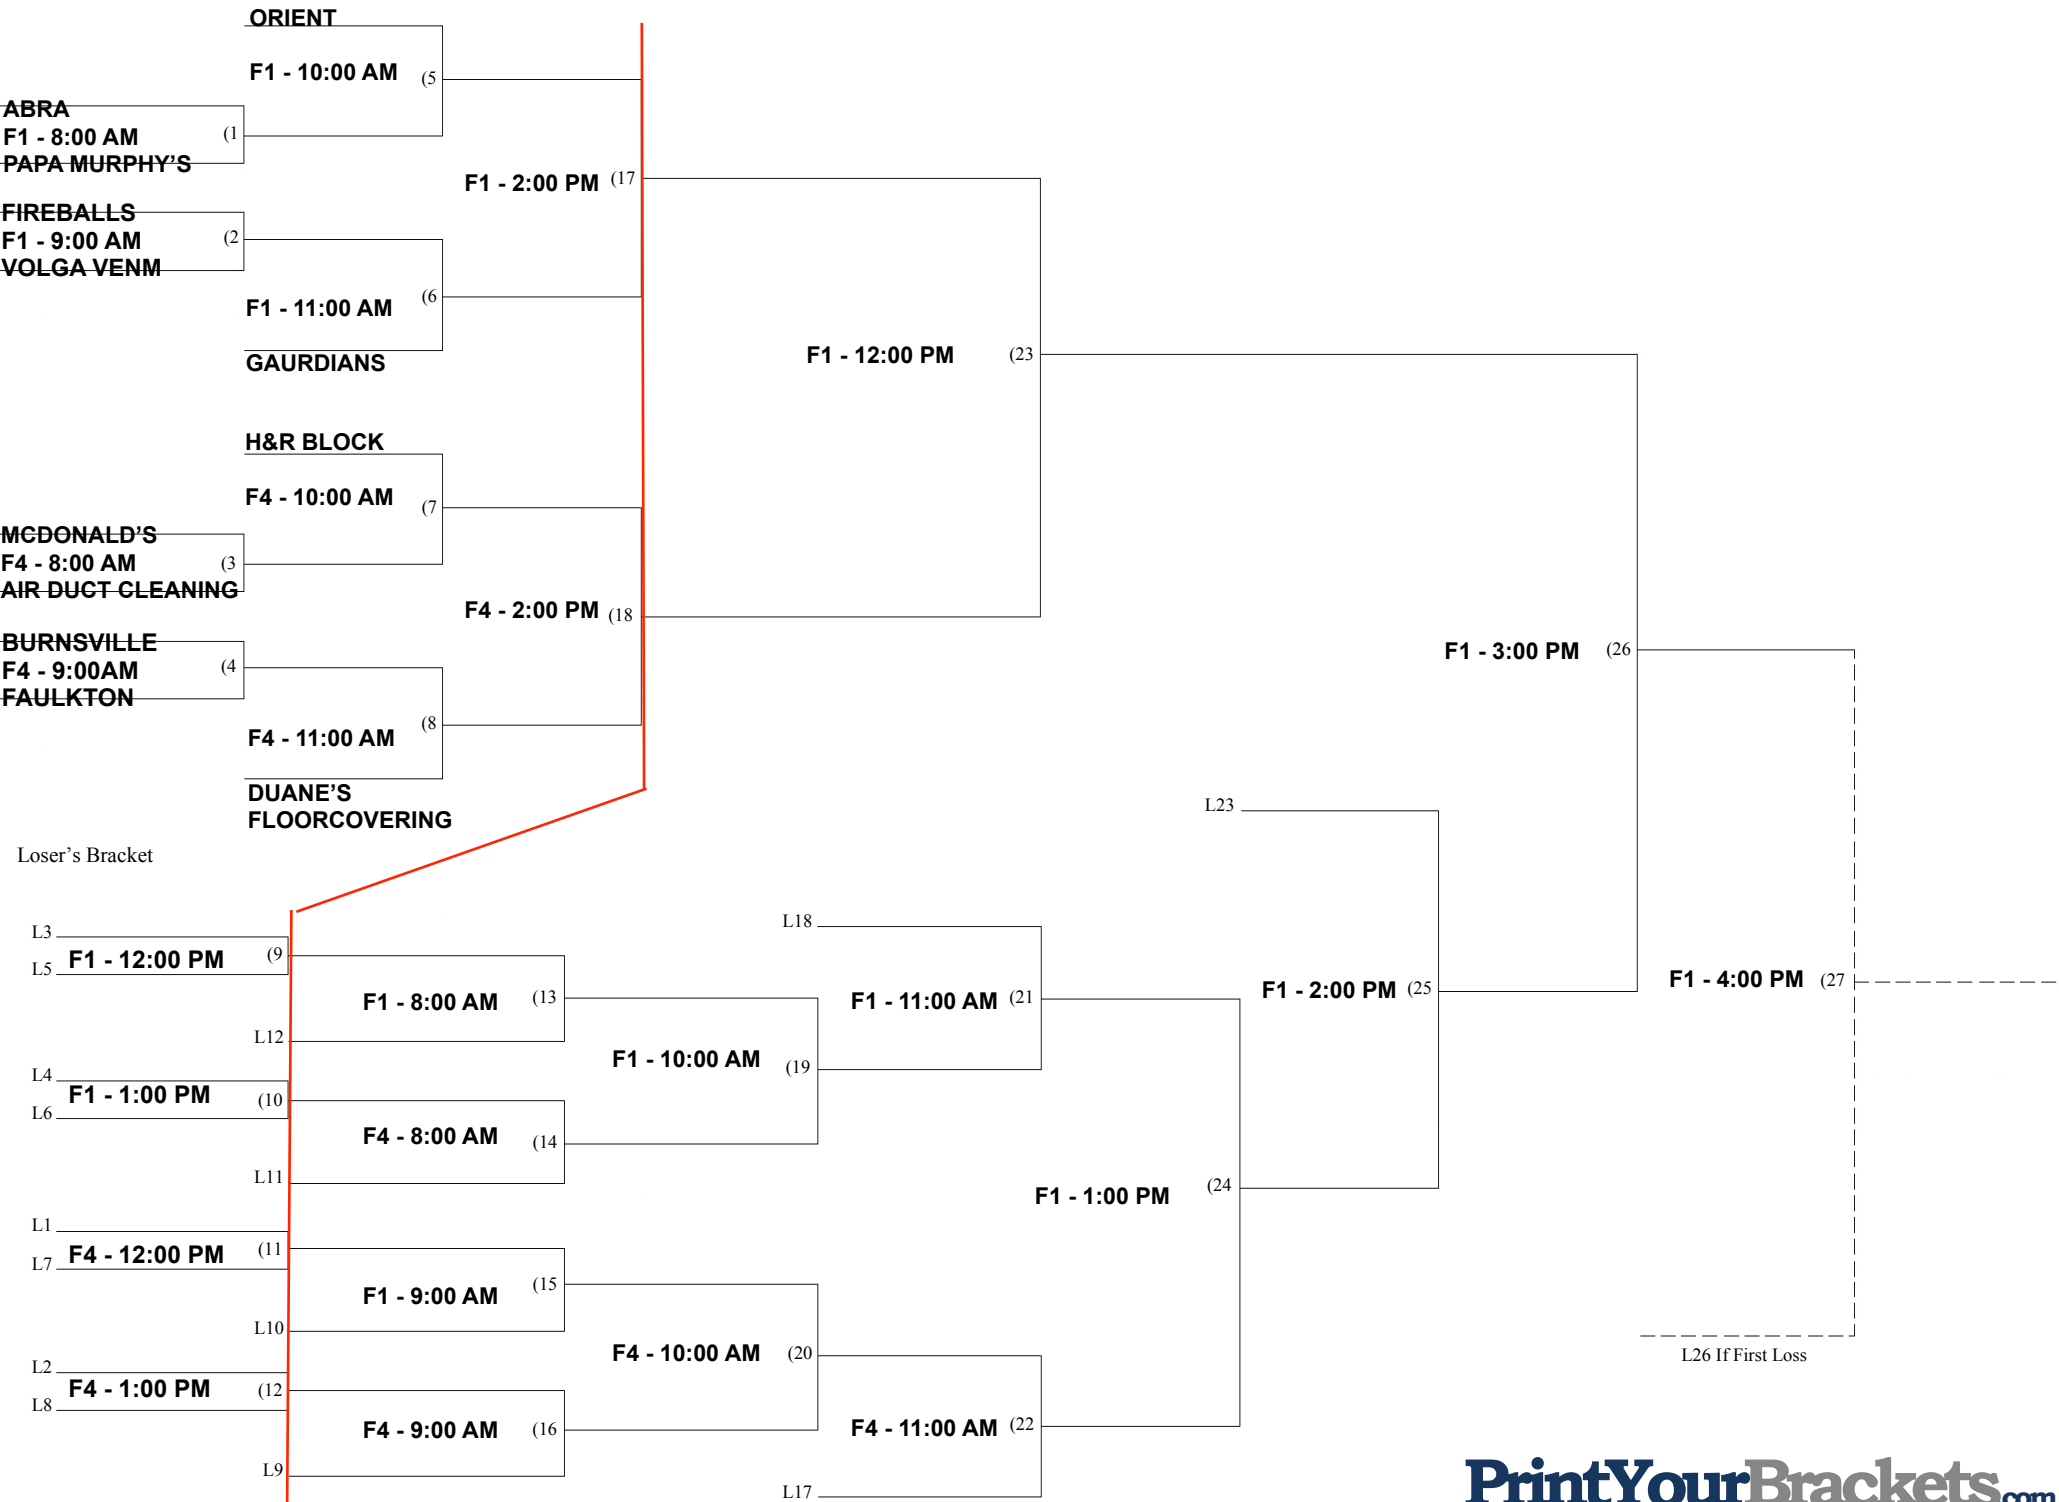 ORIENT
F1 - 10:00 AM
(5
ABRA
F1 - 8:00 AM
(1
PAPA MURPHY'S
F1 - 2:00 PM
(17
FIREBALLS
F1 - 9:00 AM
(2
VOLGA VENM
F1 - 11:00 AM
(6
GAURDIANS
F1 - 12:00 PM
(23
H&R BLOCK
F4 - 10:00 AM
(7
MCDONALD'S
F4 - 8:00 AM
(3
AIR DUCT CLEANING
F4 - 2:00 PM
(18
BURNSVILLE
F4 - 9:00AM
(4
FAULKTON
F1 - 3:00 PM
(26
F4 - 11:00 AM
(8
DUANE'S
FLOORCOVERING
L23
Loser's Bracket
L3
F1 - 12:00 PM
(9
L5
L18
F1 - 8:00 AM
(13
F1 - 11:00 AM
(21
F1 - 2:00 PM
(25
F1 - 4:00 PM
(27
L12
F1 - 10:00 AM
(19
L4
F1 - 1:00 PM
(10
L6
F4 - 8:00 AM
(14
L11
F1 - 1:00 PM
(24
L1
F4 - 12:00 PM
(11
L7
F1 - 9:00 AM
(15
L10
F4 - 10:00 AM
(20
L26 If First Loss
L2
F4 - 1:00 PM
(12
L8
F4 - 9:00 AM
(16
F4 - 11:00 AM
(22
L9
L17
PrintYourBrackets.com